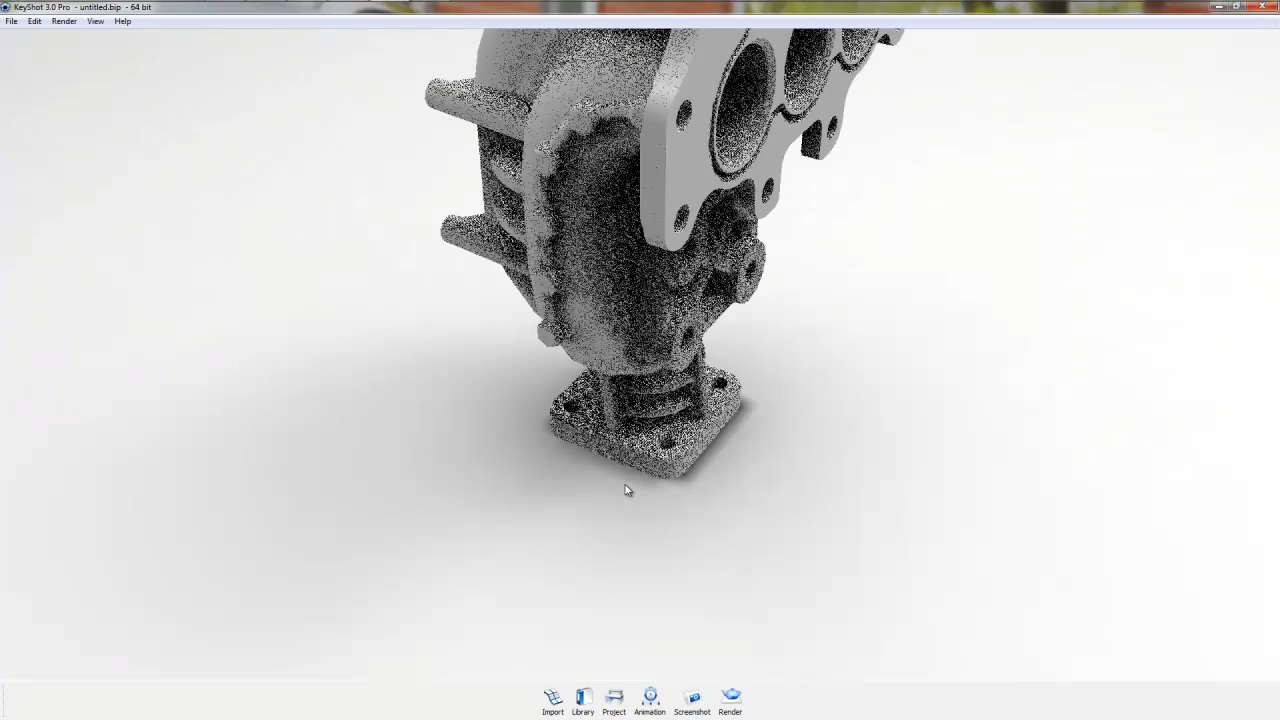 KeyShot 3.0 Pro - untitled.bip - 64 bit
File Edit Render View Help
Import Library Project Animation Screenshot Render